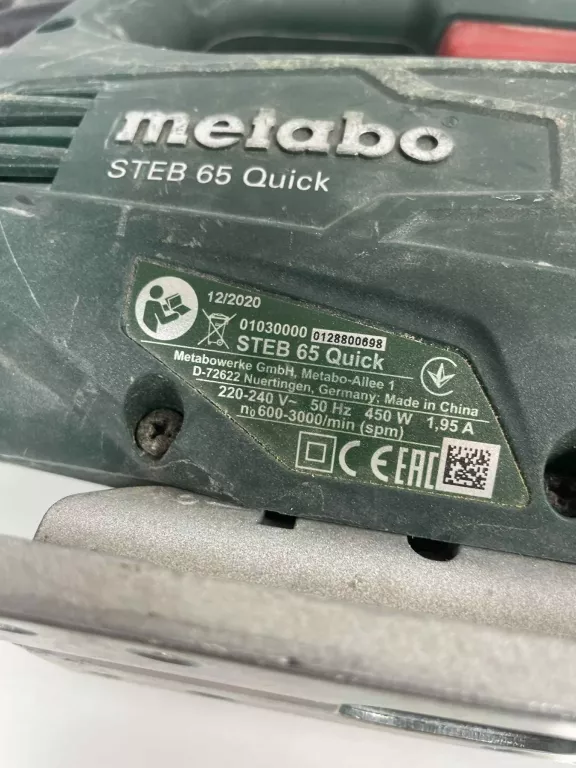 metabo
STEB 65 Quick
12/2020
01030000 0128800698
STEB 65 Quick
Metabowerke GmbH, Metabo-Allee 1
D-72622 Nuertingen, Germany; Made in China
220-240 V~ 50 Hz 450 W 1,95 A
n₀ 600-3000/min (spm)
CE EAC